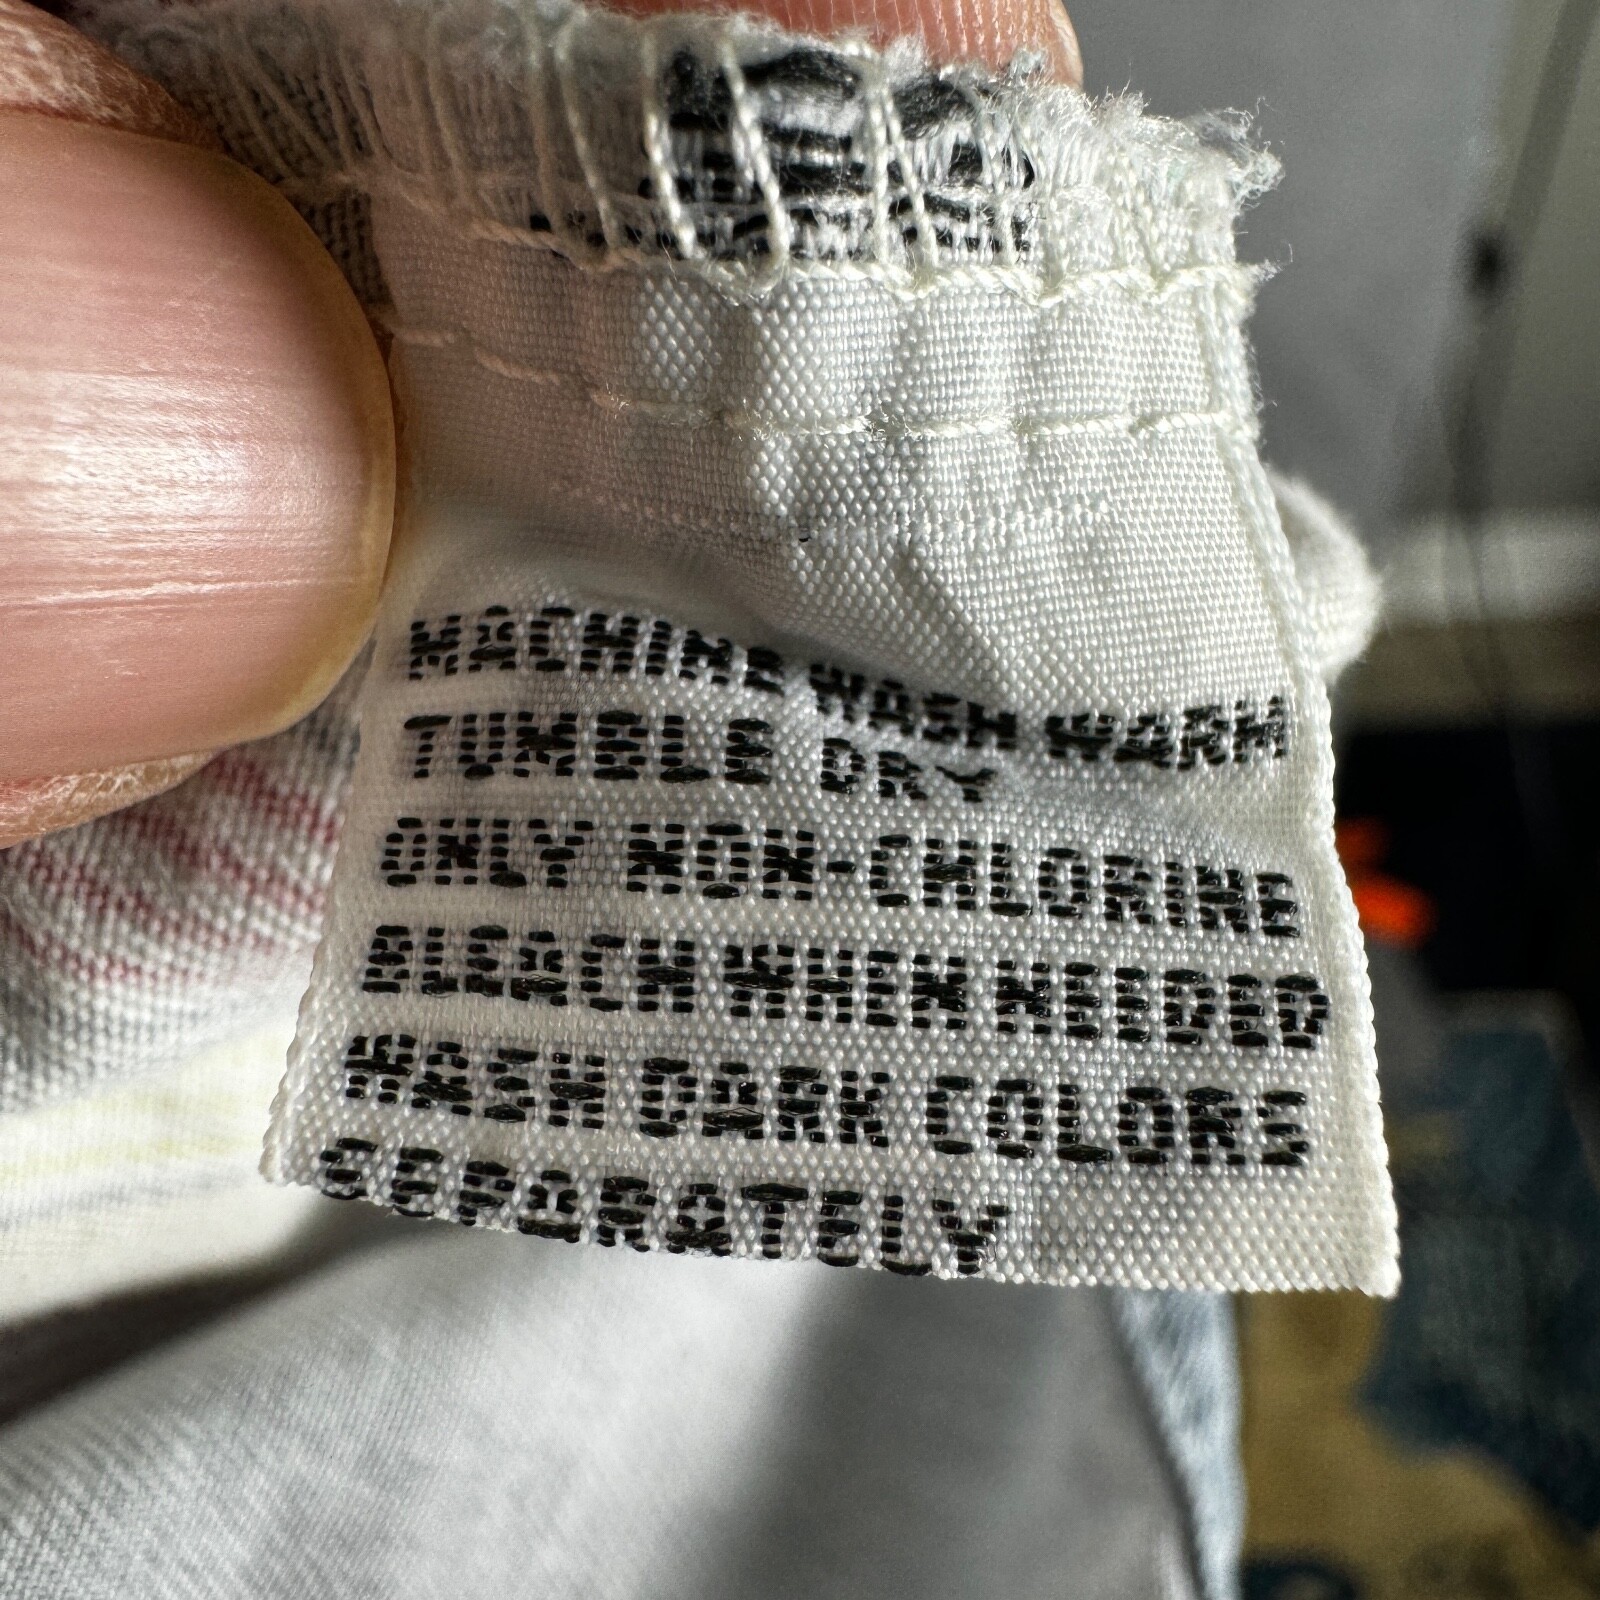 MACHINE WASH WARM
TUMBLE DRY
ONLY NON-CHLORINE
BLEACH WHEN NEEDED
WASH DARK COLORS
SEPARATELY